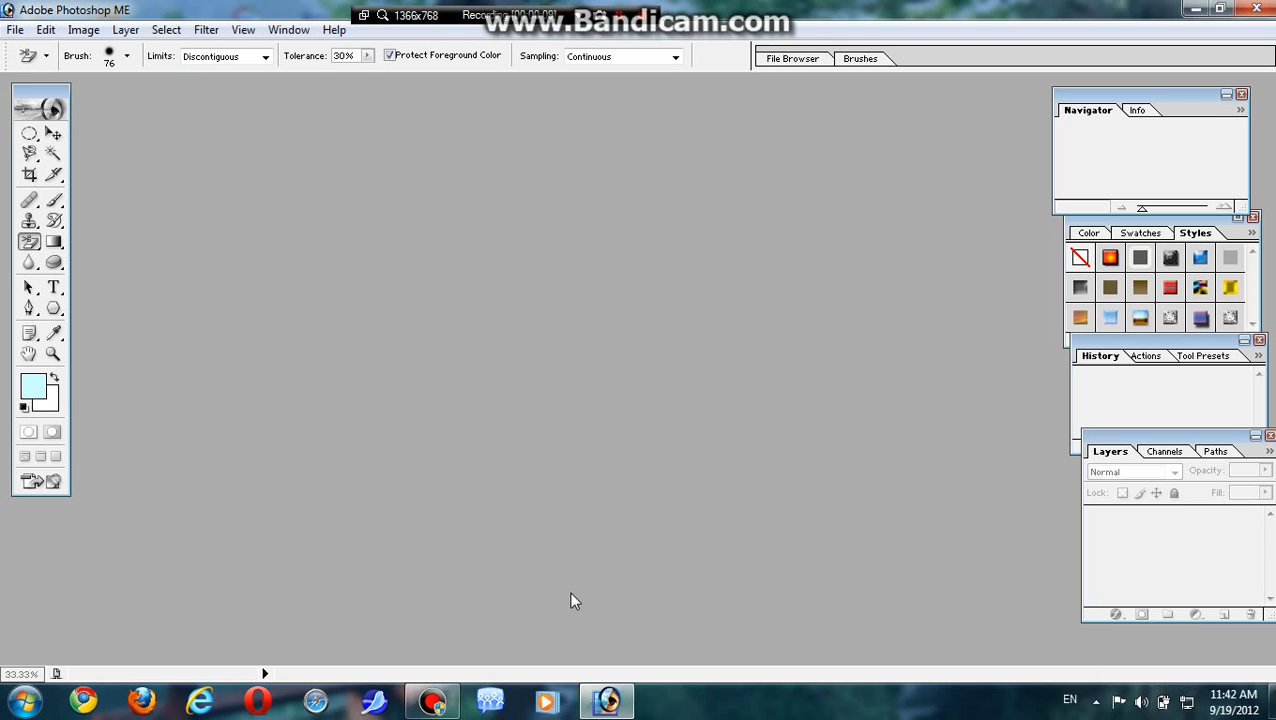 Adobe Photoshop ME
1366x768
www.Bandicam.com
File Edit Image Layer Select Filter View Window Help
Brush: 76 Limits: Discontiguous Tolerance: 30% Protect Foreground Color Sampling: Continuous
File Browser Brushes
Navigator Info
Color Swatches Styles
History Actions Tool Presets
Layers Channels Paths
Normal Opacity:
Lock: Fill:
T
33.33%
EN
11:42 AM
9/19/2012